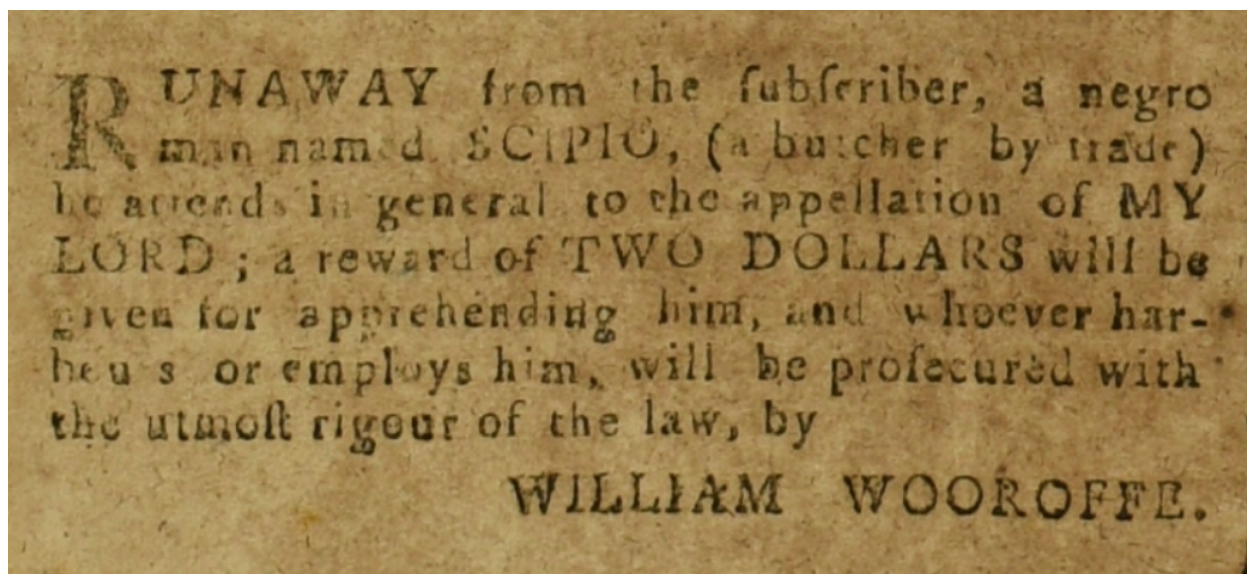 RUNAWAY from the ſubſcriber, a negro
man named SCIPIO, (a butcher by trade)
he attends in general to the appellation of MY
LORD ; a reward of TWO DOLLARS will be
given for apprehending him, and whoever har-
bours or employs him, will be proſecuted with
the utmoſt rigour of the law, by
WILLIAM WOOROFFE.